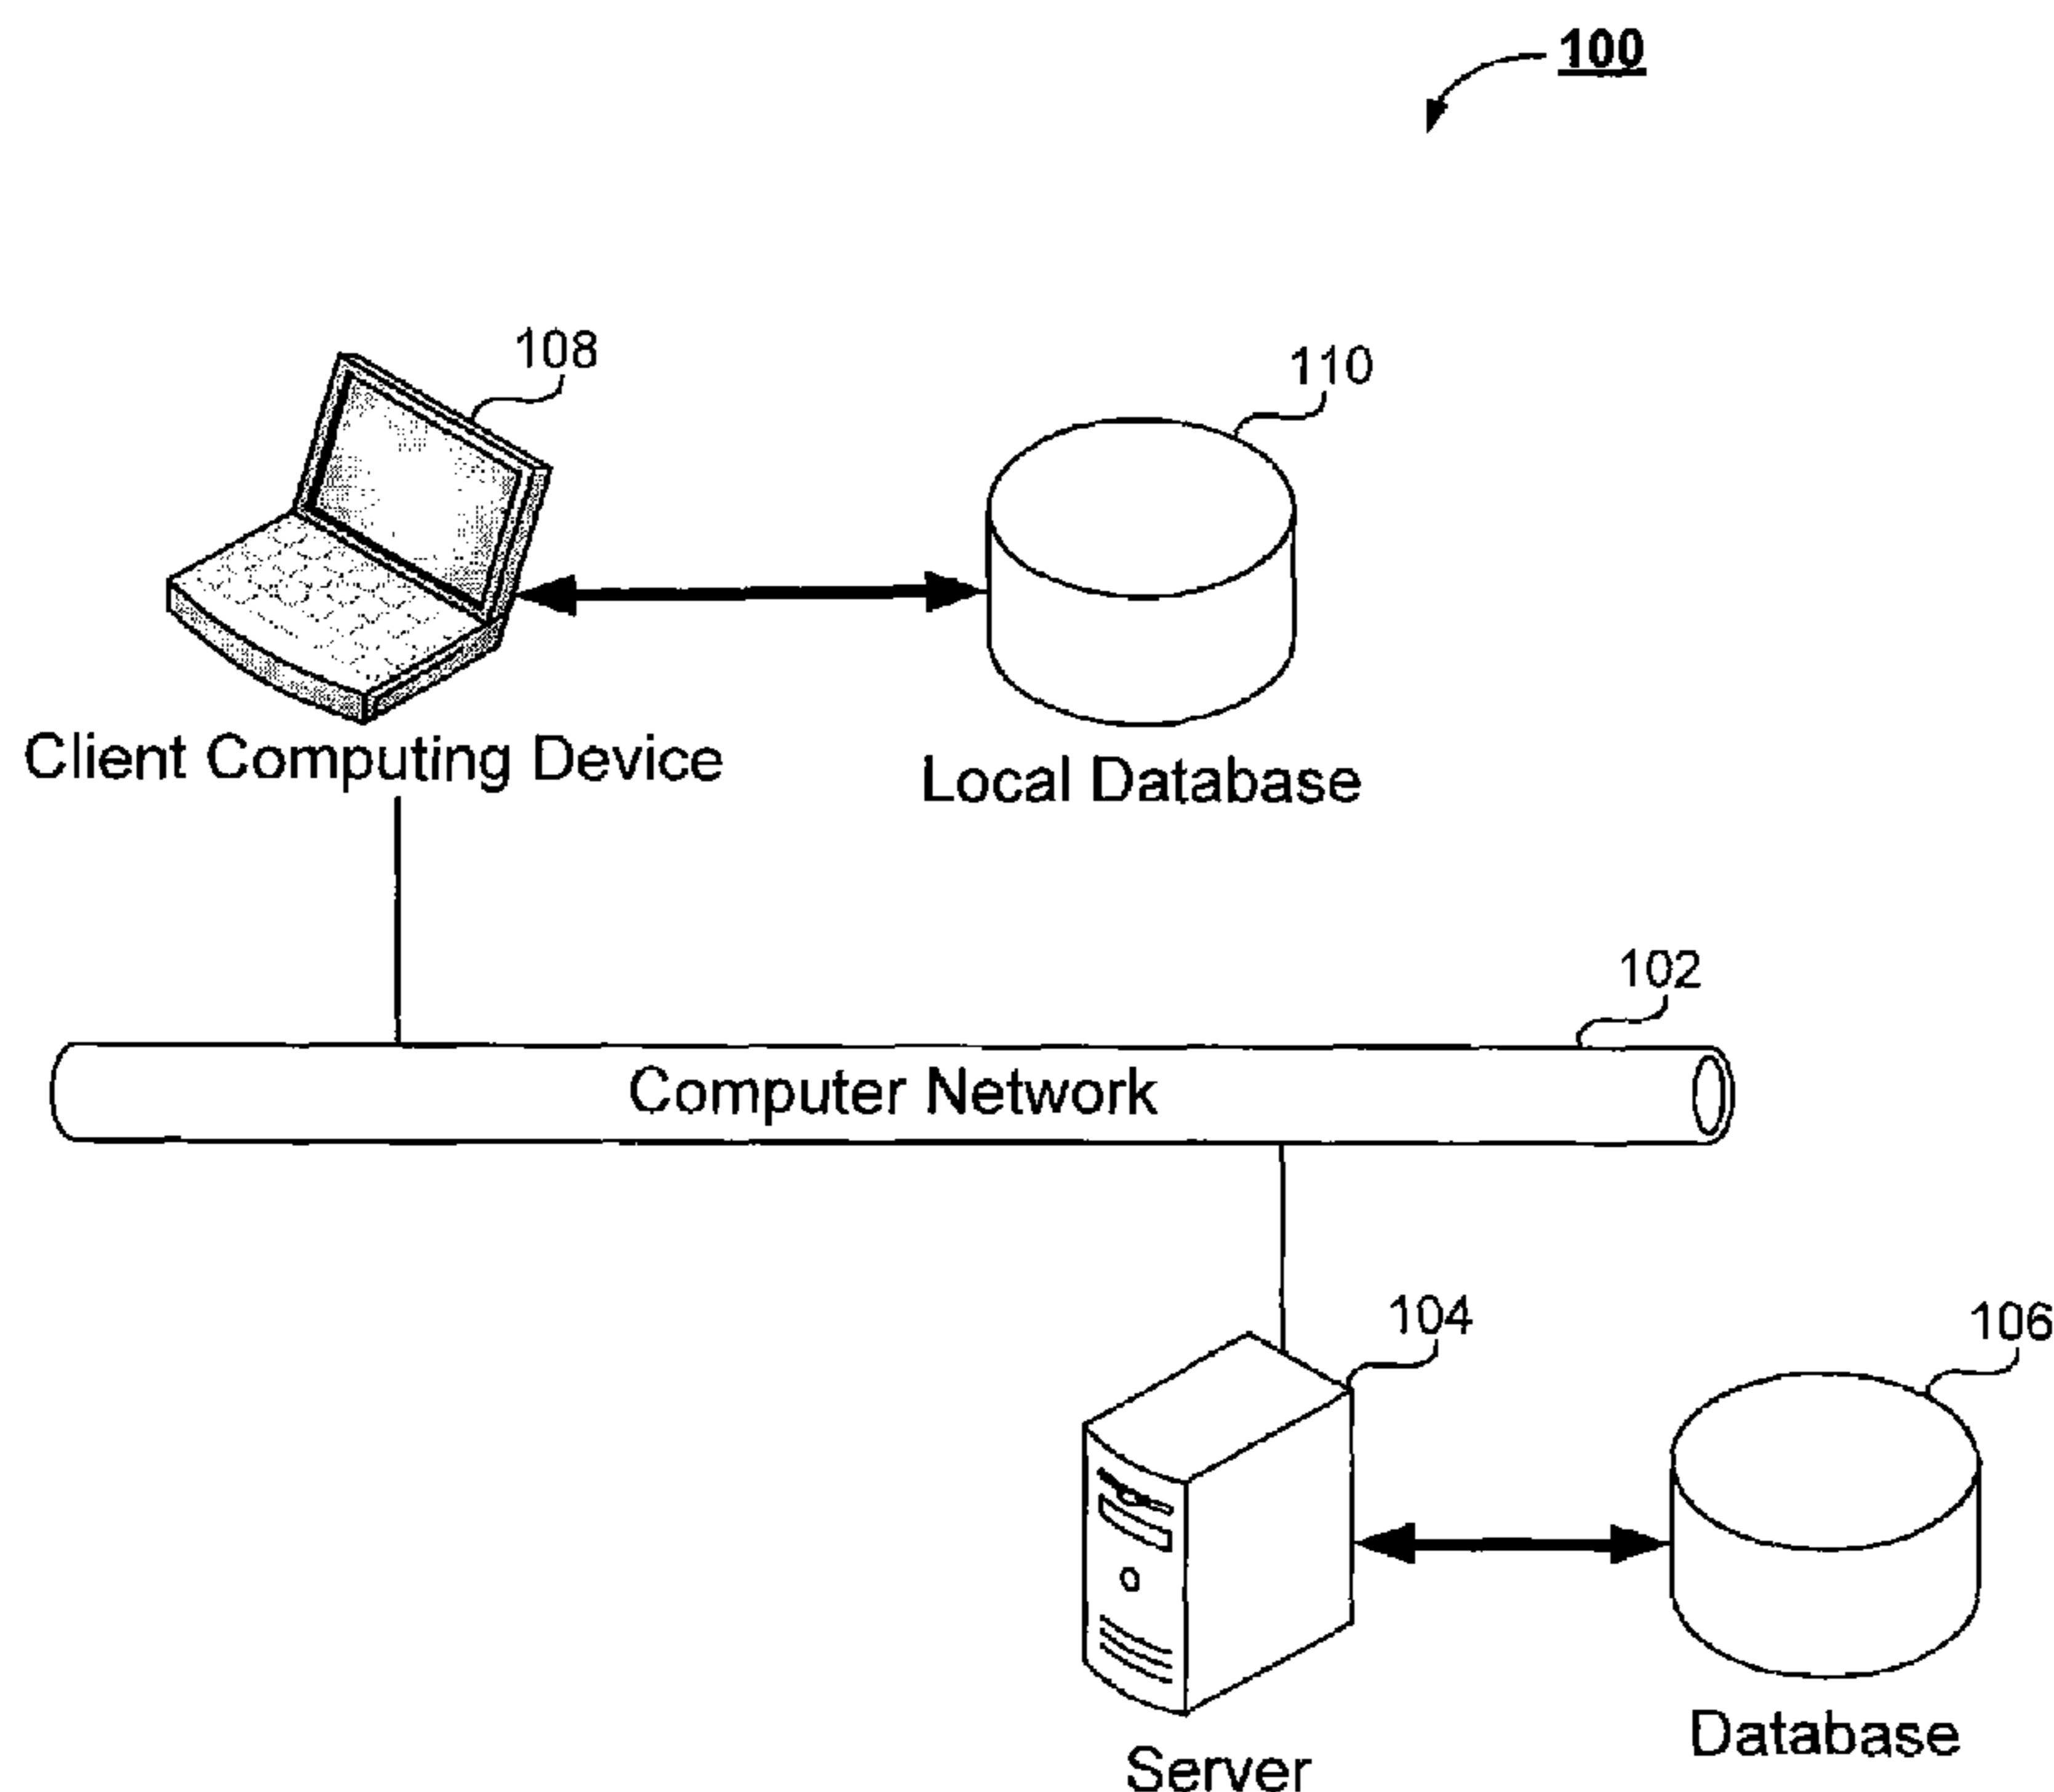 100
108
110
Client Computing Device
Local Database
102
Computer Network
104
106
Database
Server